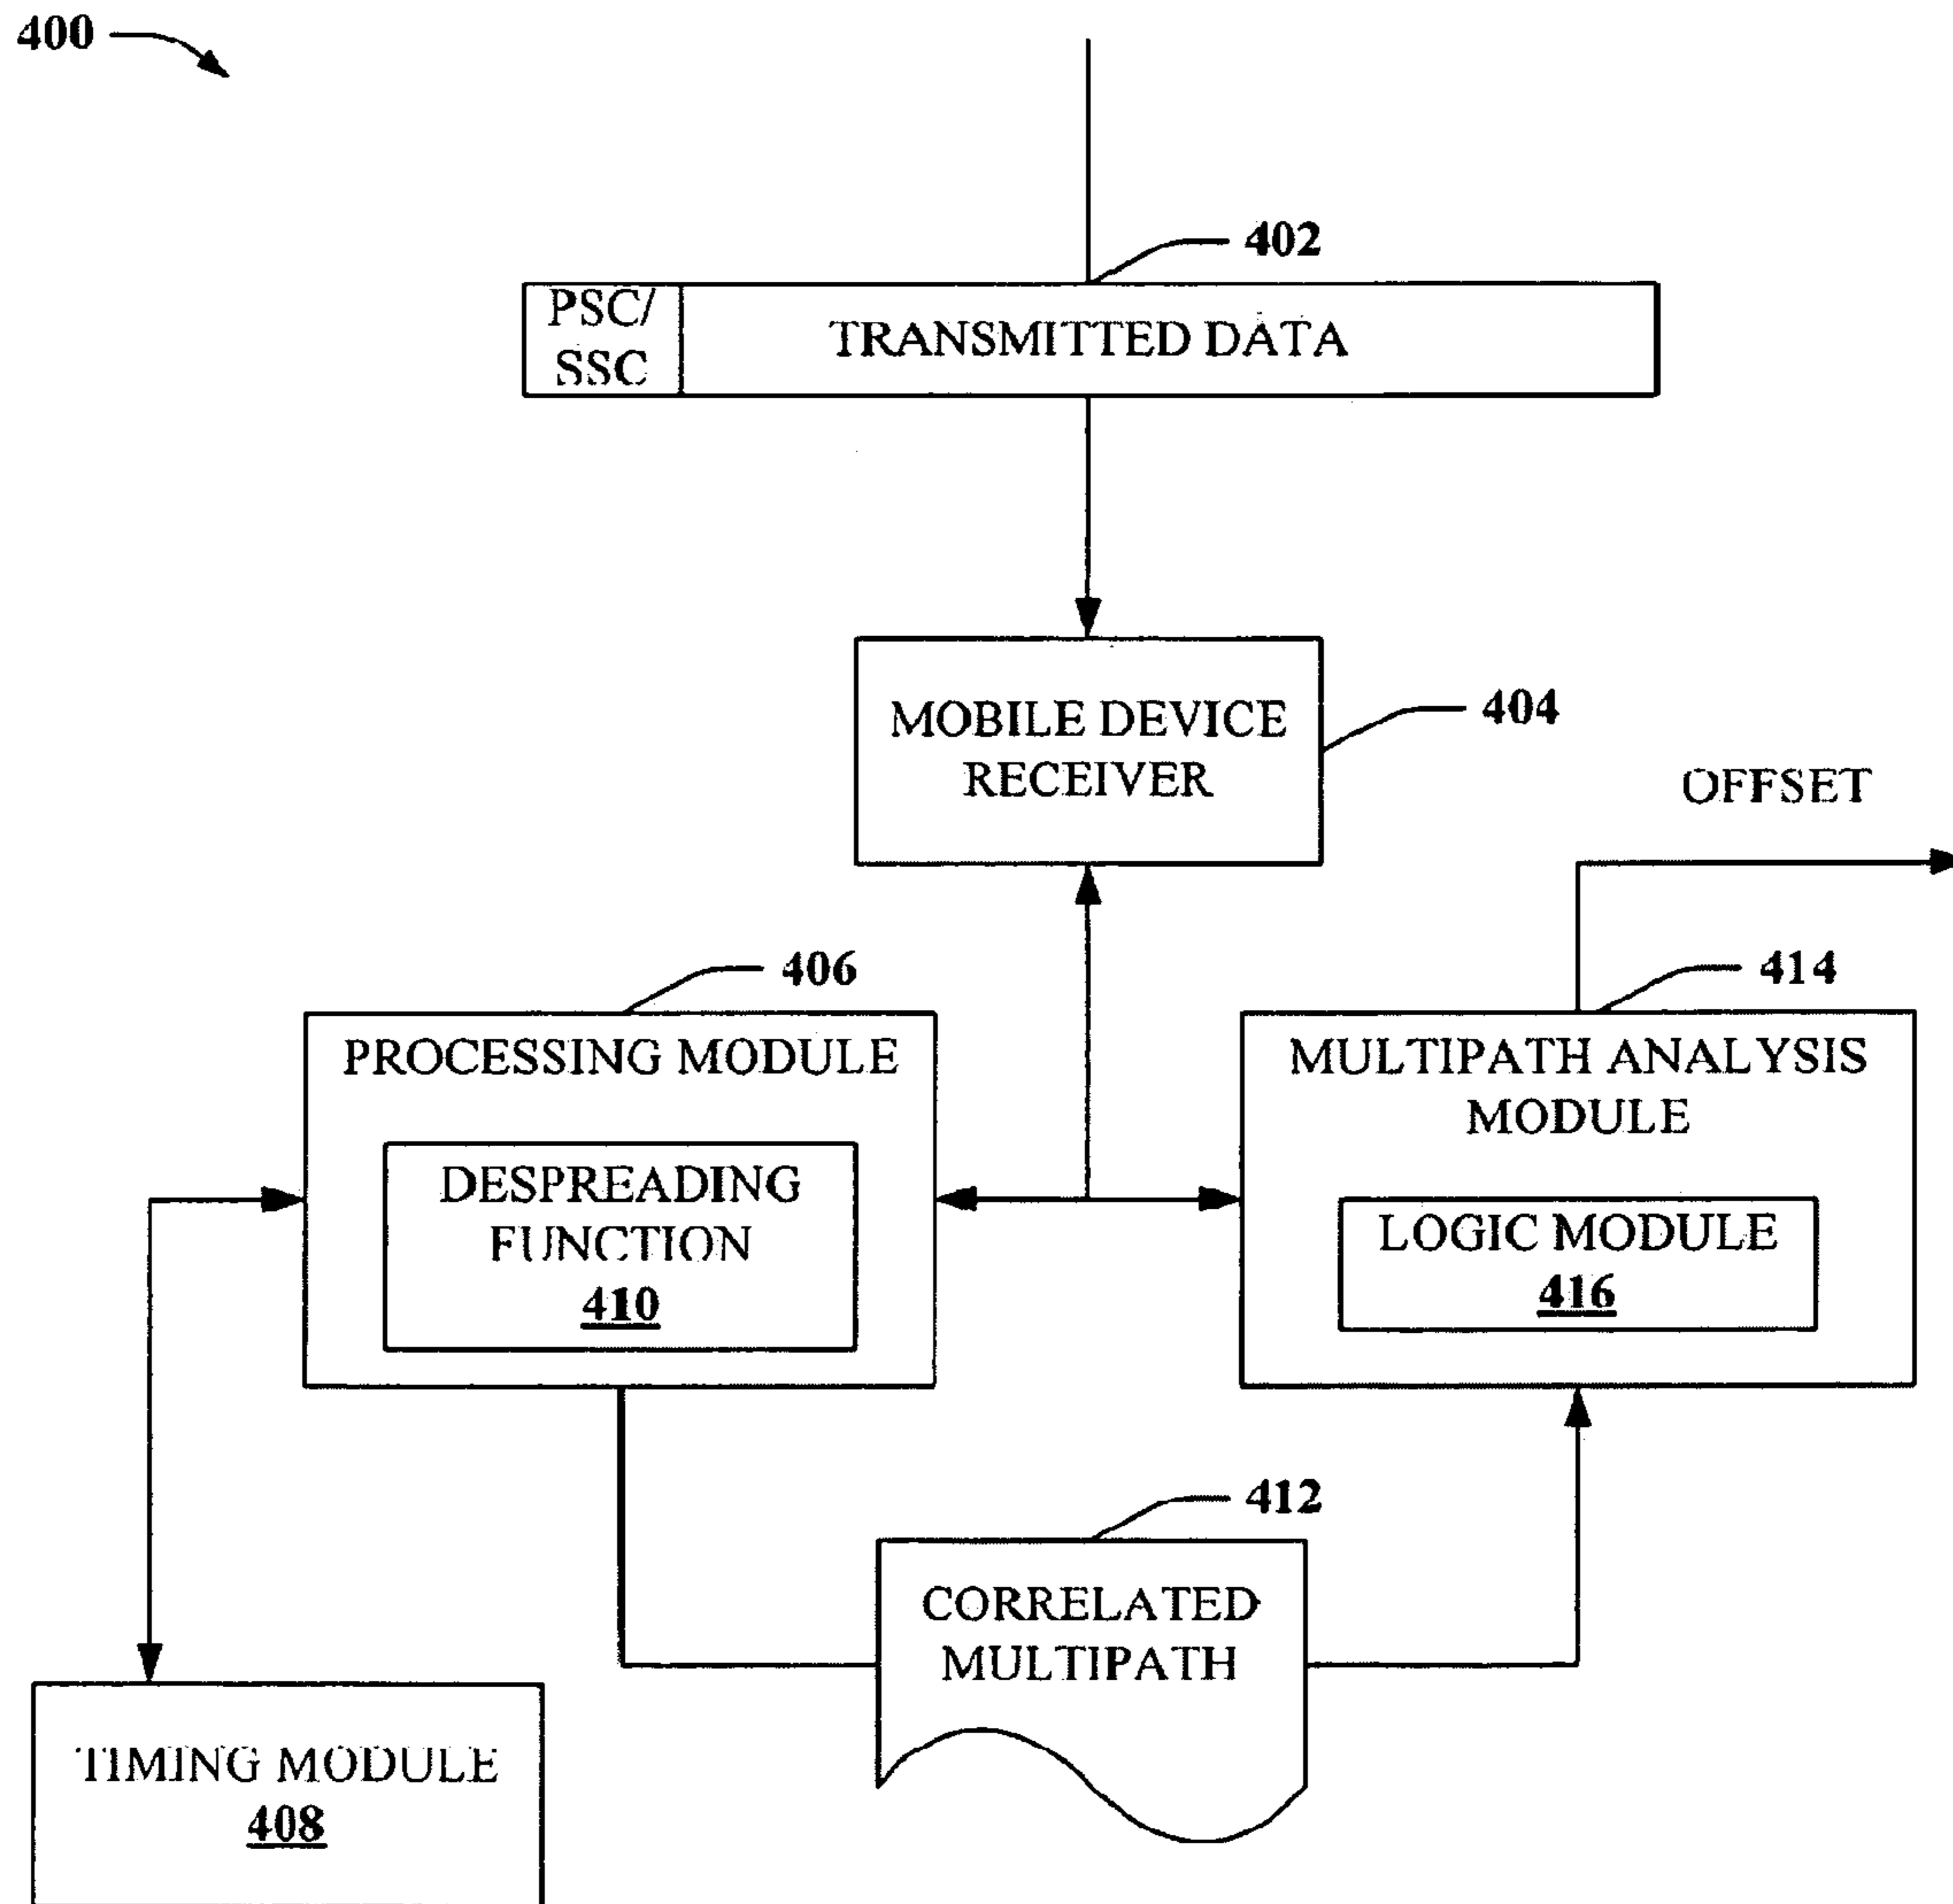 400
402
PSC/
SSC
TRANSMITTED DATA
MOBILE DEVICE
RECEIVER
404
OFFSET
406
414
PROCESSING MODULE
DESPREADING
FUNCTION
410
MULTIPATH ANALYSIS
MODULE
LOGIC MODULE
416
412
CORRELATED
MULTIPATH
TIMING MODULE
408